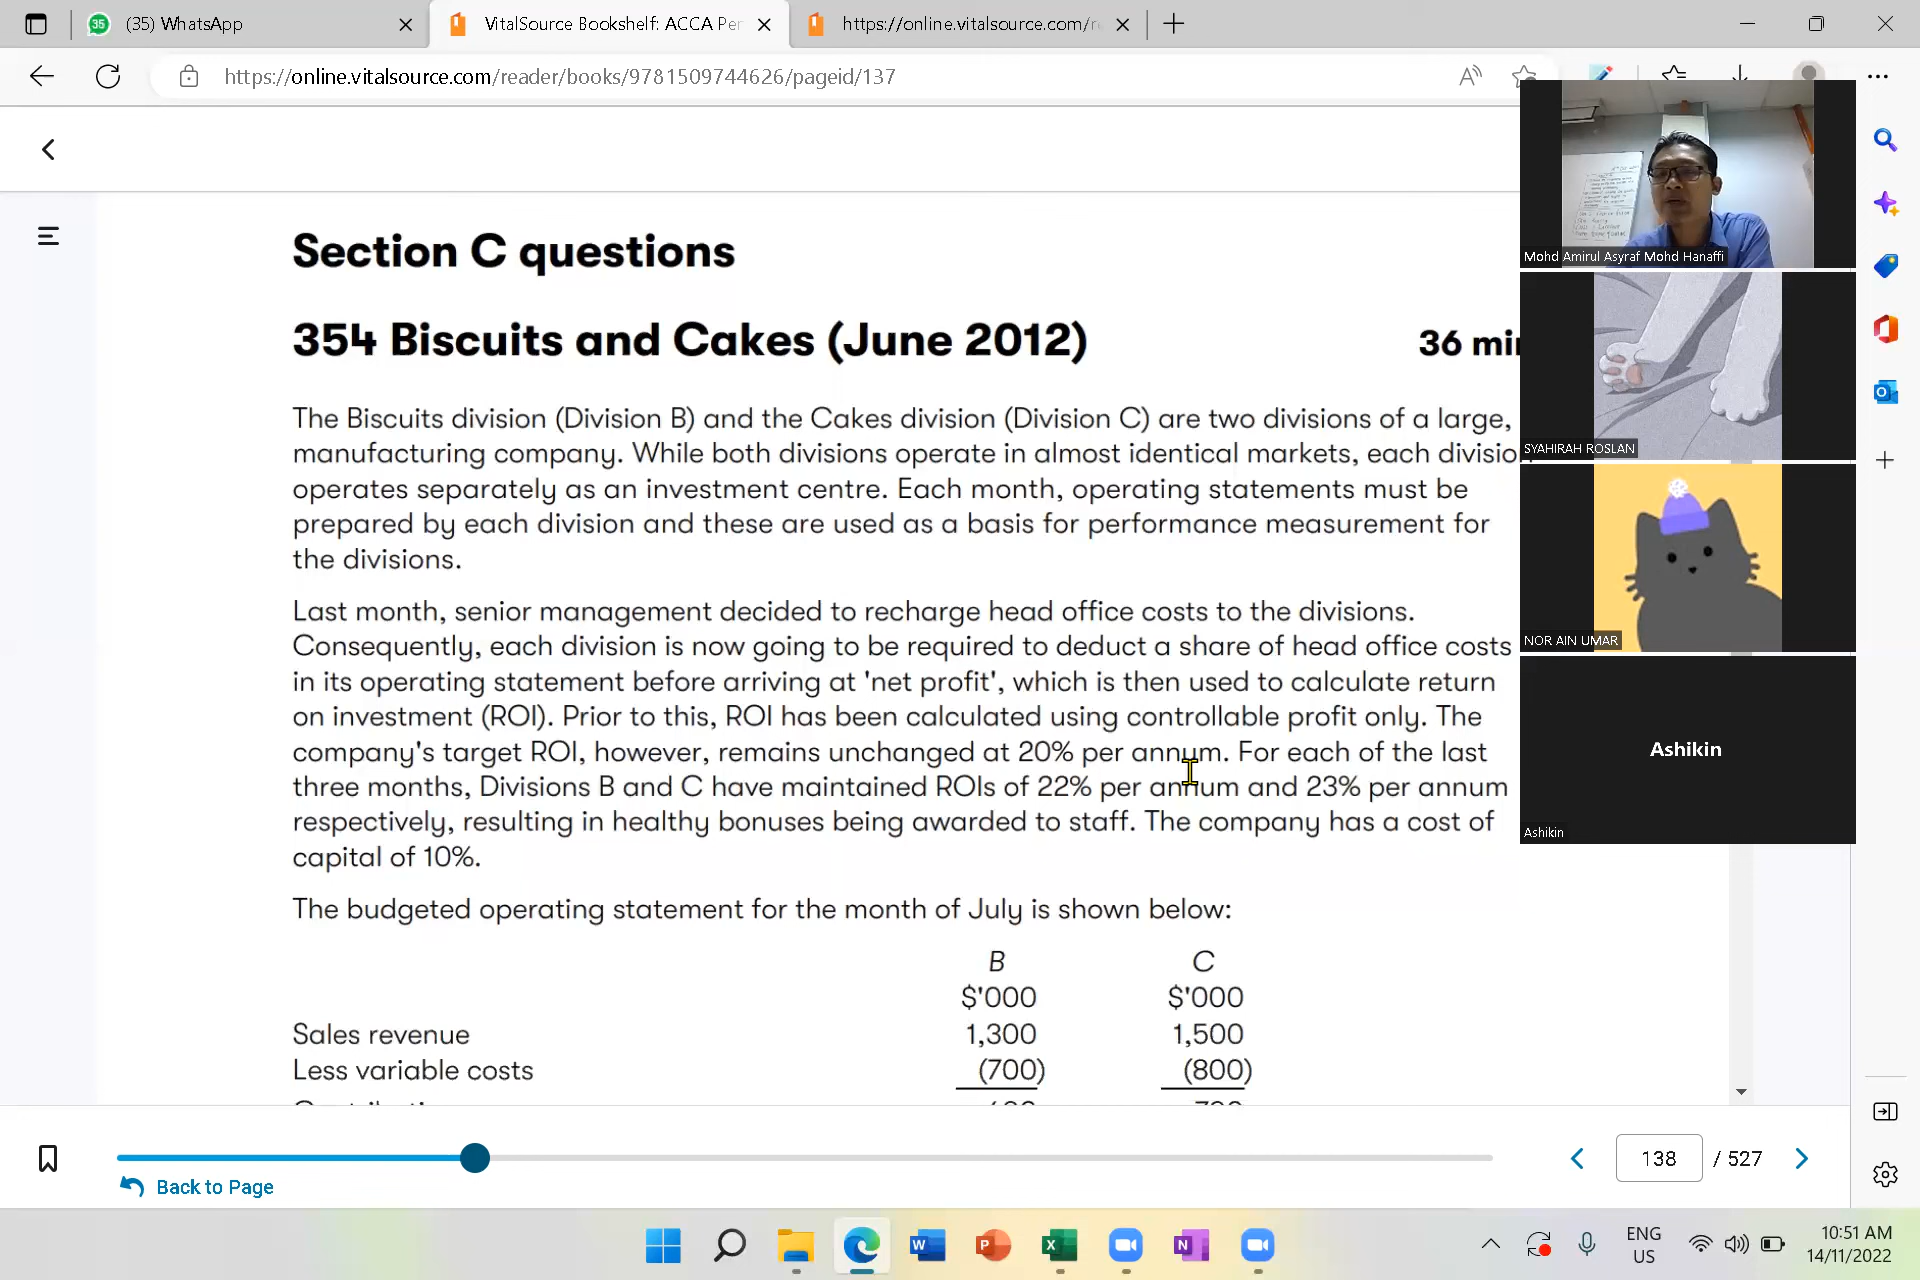 (35) WhatsApp
VitalSource Bookshelf: ACCA Per
https://online.vitalsource.com/re
https://online.vitalsource.com/reader/books/9781509744626/pageid/137
Section C questions
354 Biscuits and Cakes (June 2012)
36 min
The Biscuits division (Division B) and the Cakes division (Division C) are two divisions of a large,
manufacturing company. While both divisions operate in almost identical markets, each division
operates separately as an investment centre. Each month, operating statements must be
prepared by each division and these are used as a basis for performance measurement for
the divisions.
Last month, senior management decided to recharge head office costs to the divisions.
Consequently, each division is now going to be required to deduct a share of head office costs
in its operating statement before arriving at 'net profit', which is then used to calculate return
on investment (ROI). Prior to this, ROI has been calculated using controllable profit only. The
company's target ROI, however, remains unchanged at 20% per annum. For each of the last
three months, Divisions B and C have maintained ROIs of 22% per annum and 23% per annum
respectively, resulting in healthy bonuses being awarded to staff. The company has a cost of
capital of 10%.
The budgeted operating statement for the month of July is shown below:
B C
$'000 $'000
Sales revenue 1,300 1,500
Less variable costs (700) (800)
Mohd Amirul Asyraf Mohd Hanaffi
SYAHIRAH ROSLAN
NOR AIN UMAR
Ashikin
Ashikin
138 / 527
Back to Page
ENG
US
10:51 AM
14/11/2022